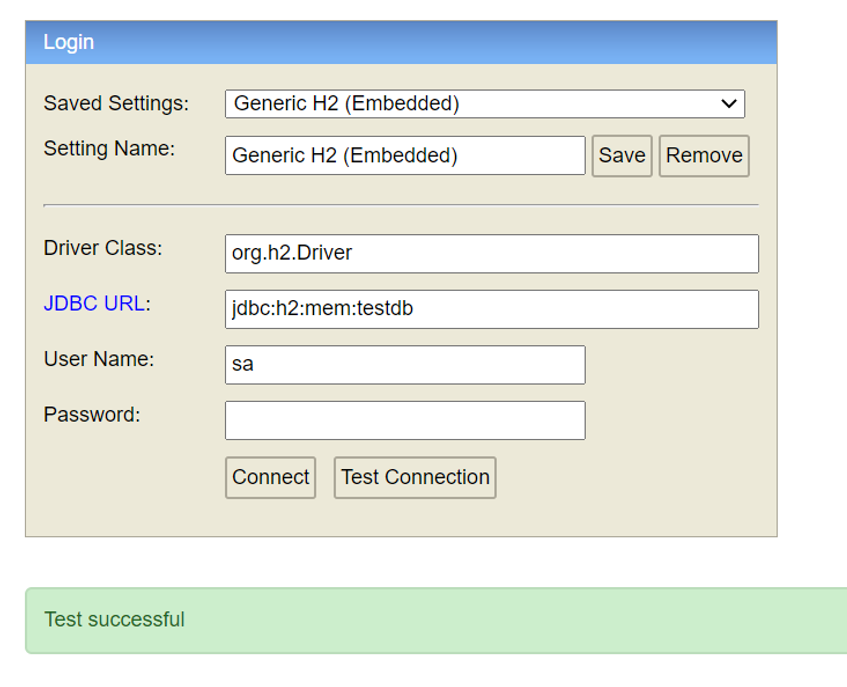 Login
Saved Settings: Generic H2 (Embedded)
Setting Name: Generic H2 (Embedded) Save Remove
Driver Class: org.h2.Driver
JDBC URL: jdbc:h2:mem:testdb
User Name: sa
Password:
Connect Test Connection
Test successful